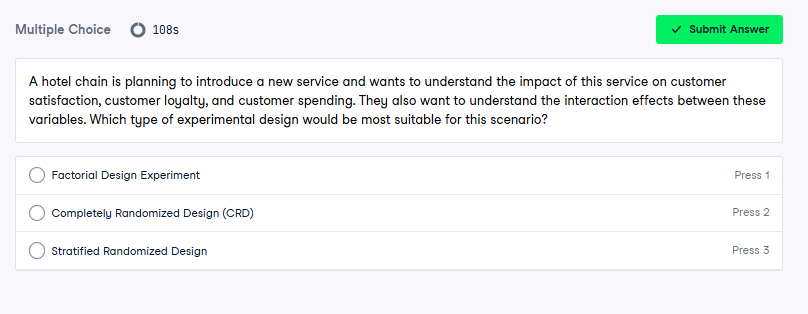 Multiple Choice 108s Submit Answer
A hotel chain is planning to introduce a new service and wants to understand the impact of this service on customer
satisfaction, customer loyalty, and customer spending. They also want to understand the interaction effects between these
variables. Which type of experimental design would be most suitable for this scenario?
Factorial Design Experiment Press 1
Completely Randomized Design (CRD) Press 2
Stratified Randomized Design Press 3